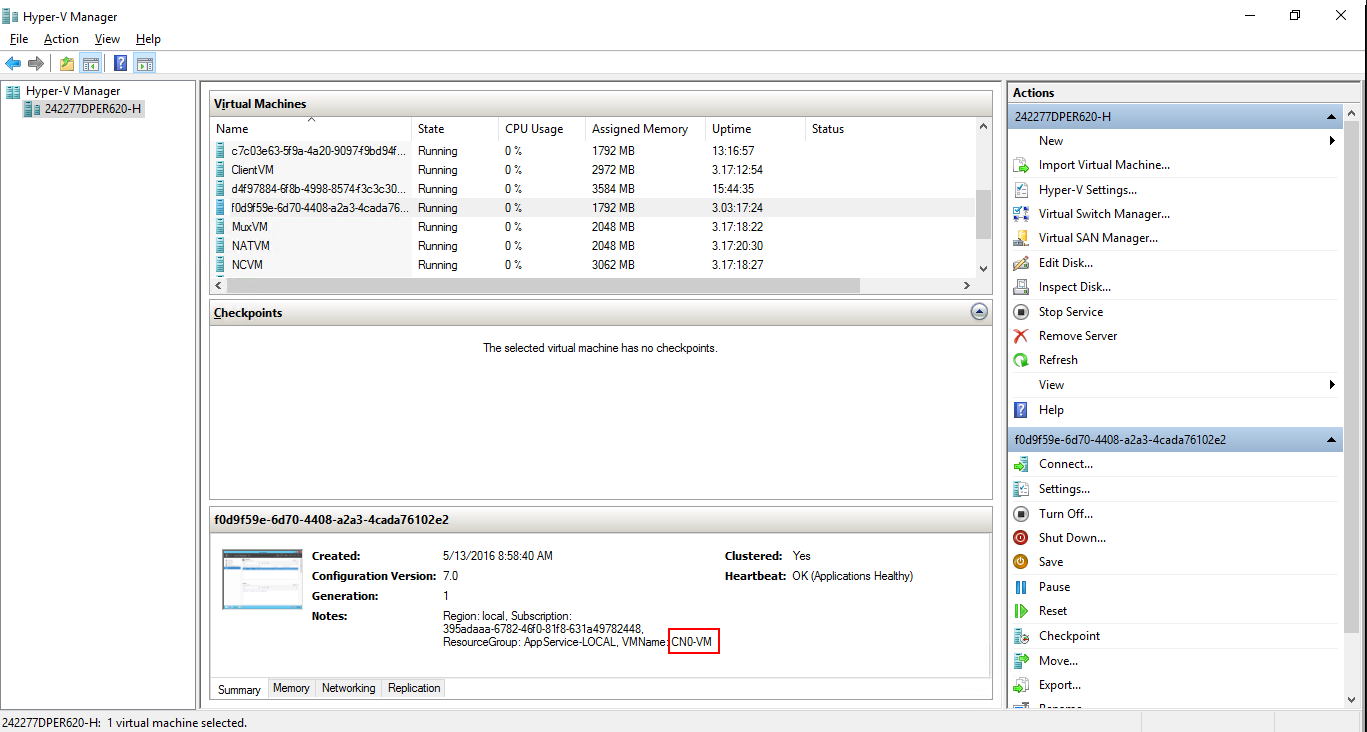 Hyper-V Manager
File Action View Help
Hyper-V Manager
242277DPER620-H
Virtual Machines
Name State CPU Usage Assigned Memory Uptime Status
c7c03e63-5f9a-4a20-9097-f9bd94f... Running 0 % 1792 MB 13:16:57
ClientVM Running 0 % 2972 MB 3.17:12:54
d4f97884-6f8b-4998-8574-f3c3c30... Running 0 % 3584 MB 15:44:35
f0d9f59e-6d70-4408-a2a3-4cada76... Running 0 % 1792 MB 3.03:17:24
MuxVM Running 0 % 2048 MB 3.17:18:22
NATVM Running 0 % 2048 MB 3.17:20:30
NCVM Running 0 % 3062 MB 3.17:18:27
Checkpoints
The selected virtual machine has no checkpoints.
f0d9f59e-6d70-4408-a2a3-4cada76102e2
Created: 5/13/2016 8:58:40 AM Clustered: Yes
Configuration Version: 7.0 Heartbeat: OK (Applications Healthy)
Generation: 1
Notes: Region: local, Subscription:
395adaaa-6782-46f0-81f8-631a49782448,
ResourceGroup: AppService-LOCAL, VMName: CN0-VM
Summary Memory Networking Replication
Actions
242277DPER620-H
New
Import Virtual Machine...
Hyper-V Settings...
Virtual Switch Manager...
Virtual SAN Manager...
Edit Disk...
Inspect Disk...
Stop Service
Remove Server
Refresh
View
Help
f0d9f59e-6d70-4408-a2a3-4cada76102e2
Connect...
Settings...
Turn Off...
Shut Down...
Save
Pause
Reset
Checkpoint
Move...
Export...
Rename...
242277DPER620-H: 1 virtual machine selected.